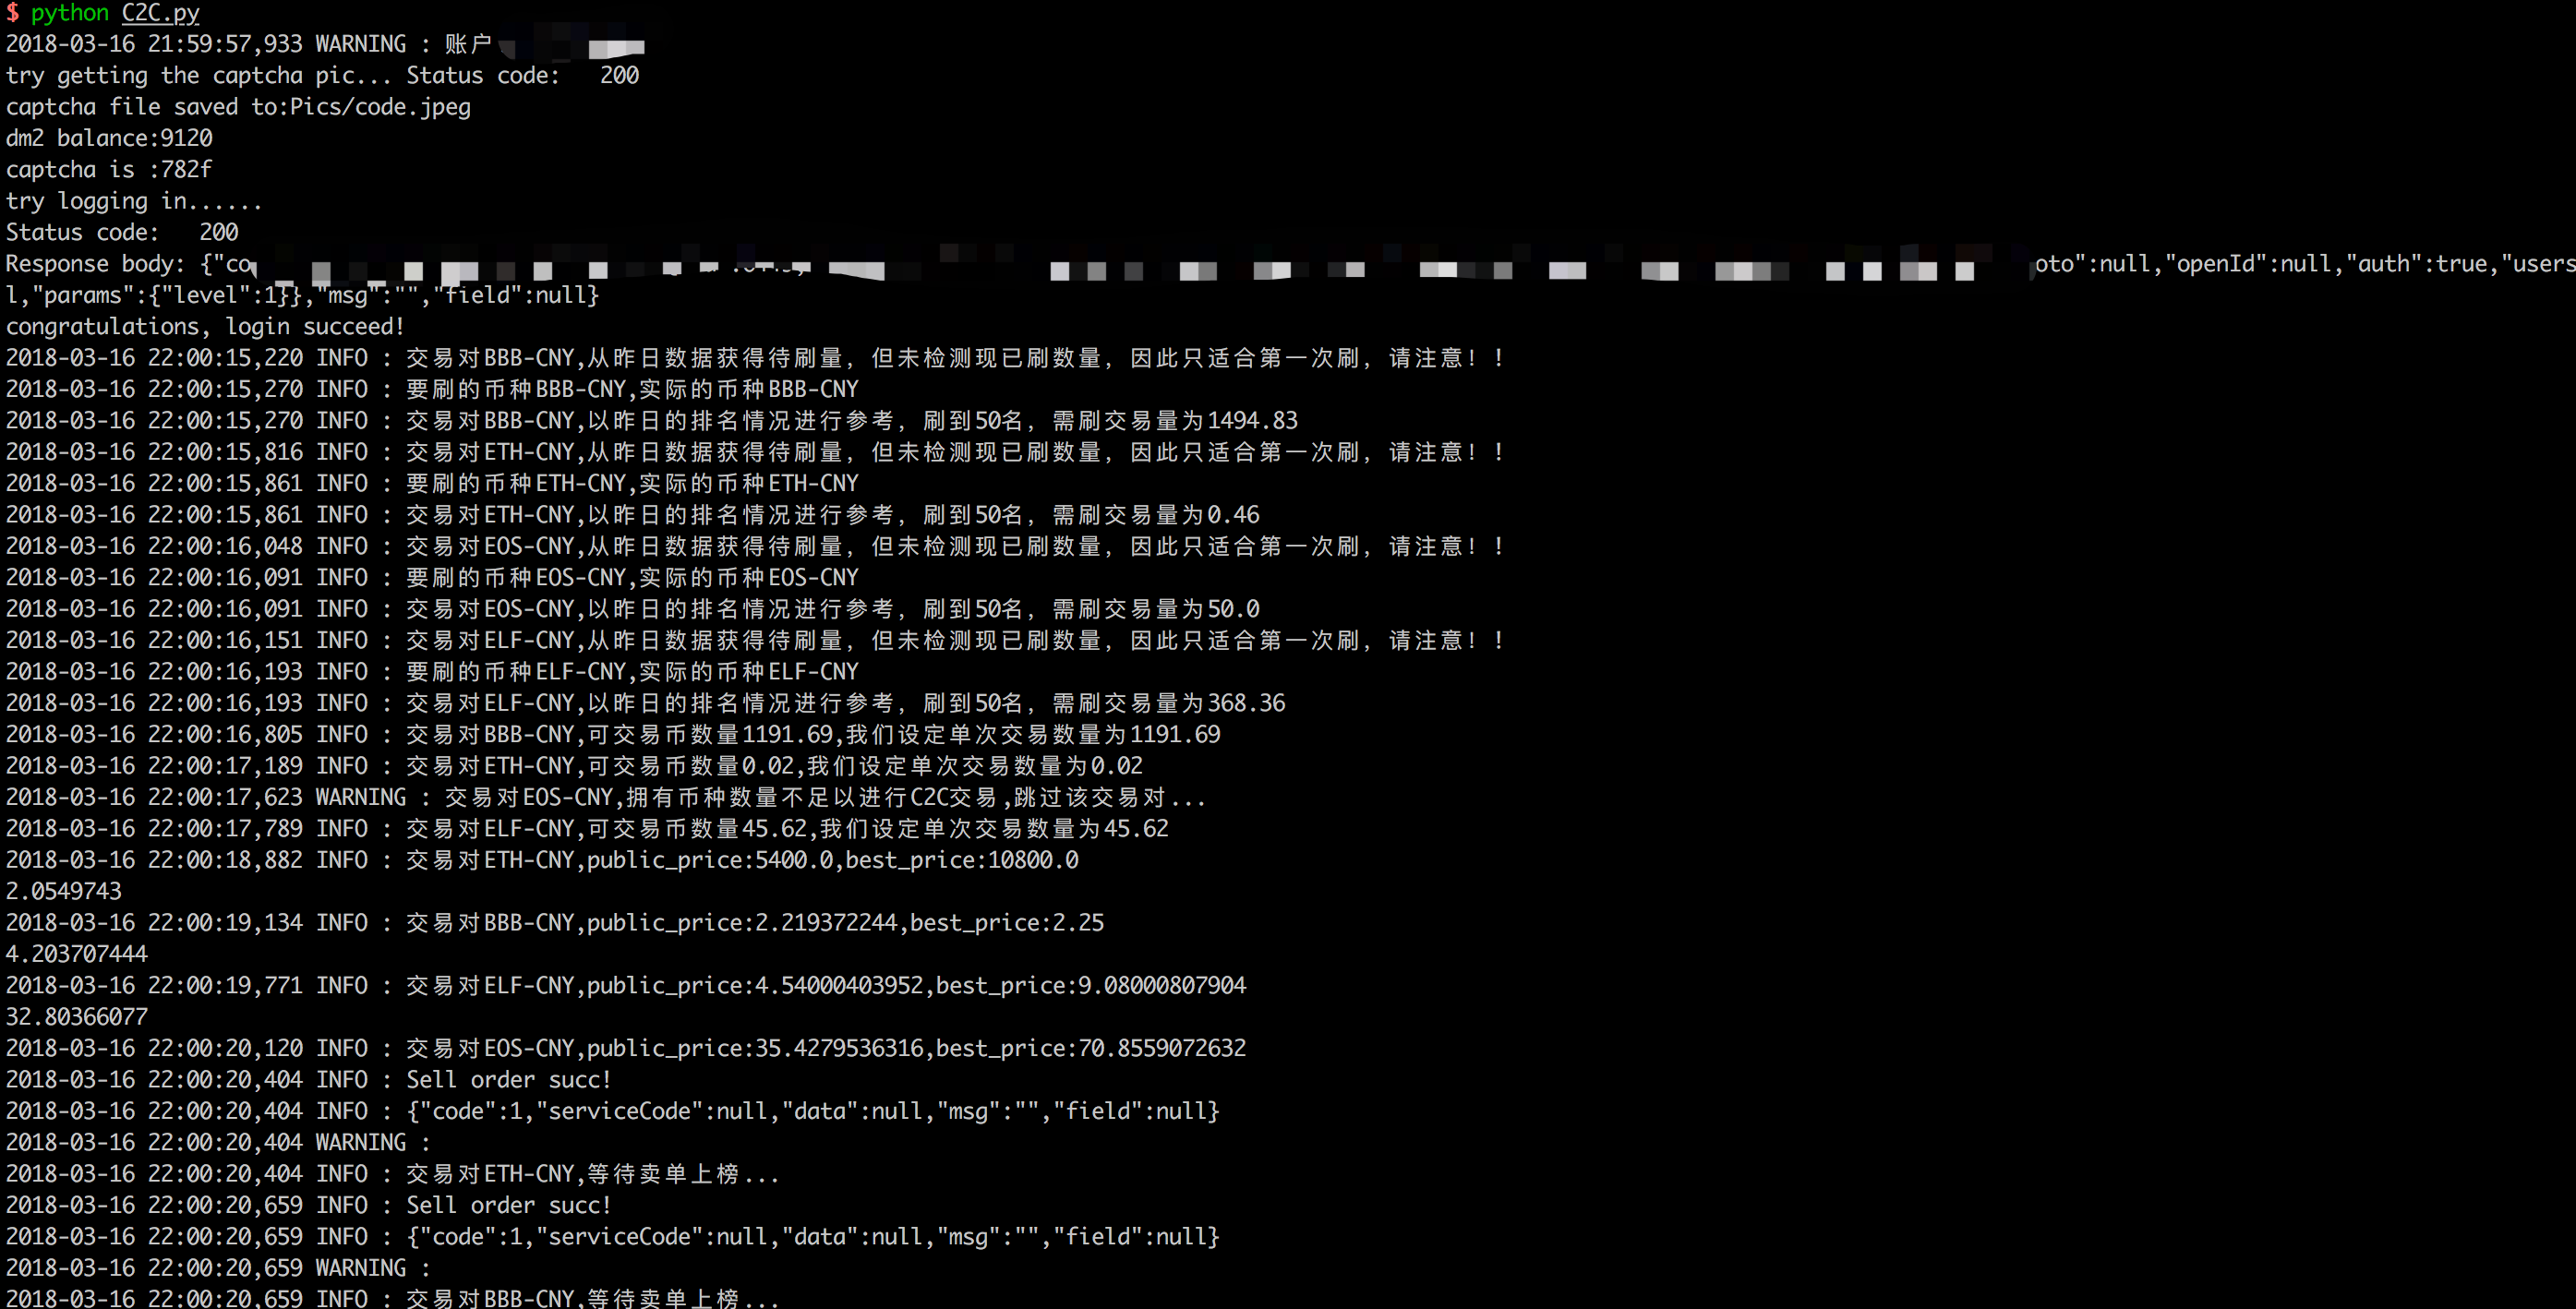 $ python C2C.py
2018-03-16 21:59:57,933 WARNING : 账户
try getting the captcha pic... Status code:   200
captcha file saved to:Pics/code.jpeg
dm2 balance:9120
captcha is :782f
try logging in......
Status code:   200
Response body: {"co oto":null,"openId":null,"auth":true,"users
l,"params":{"level":1}},"msg":"","field":null}
congratulations, login succeed!
2018-03-16 22:00:15,220 INFO : 交易对BBB-CNY,从昨日数据获得待刷量，但未检测现已刷数量，因此只适合第一次刷，请注意！！
2018-03-16 22:00:15,270 INFO : 要刷的币种BBB-CNY,实际的币种BBB-CNY
2018-03-16 22:00:15,270 INFO : 交易对BBB-CNY,以昨日的排名情况进行参考，刷到50名，需刷交易量为1494.83
2018-03-16 22:00:15,816 INFO : 交易对ETH-CNY,从昨日数据获得待刷量，但未检测现已刷数量，因此只适合第一次刷，请注意！！
2018-03-16 22:00:15,861 INFO : 要刷的币种ETH-CNY,实际的币种ETH-CNY
2018-03-16 22:00:15,861 INFO : 交易对ETH-CNY,以昨日的排名情况进行参考，刷到50名，需刷交易量为0.46
2018-03-16 22:00:16,048 INFO : 交易对EOS-CNY,从昨日数据获得待刷量，但未检测现已刷数量，因此只适合第一次刷，请注意！！
2018-03-16 22:00:16,091 INFO : 要刷的币种EOS-CNY,实际的币种EOS-CNY
2018-03-16 22:00:16,091 INFO : 交易对EOS-CNY,以昨日的排名情况进行参考，刷到50名，需刷交易量为50.0
2018-03-16 22:00:16,151 INFO : 交易对ELF-CNY,从昨日数据获得待刷量，但未检测现已刷数量，因此只适合第一次刷，请注意！！
2018-03-16 22:00:16,193 INFO : 要刷的币种ELF-CNY,实际的币种ELF-CNY
2018-03-16 22:00:16,193 INFO : 交易对ELF-CNY,以昨日的排名情况进行参考，刷到50名，需刷交易量为368.36
2018-03-16 22:00:16,805 INFO : 交易对BBB-CNY,可交易币数量1191.69,我们设定单次交易数量为1191.69
2018-03-16 22:00:17,189 INFO : 交易对ETH-CNY,可交易币数量0.02,我们设定单次交易数量为0.02
2018-03-16 22:00:17,623 WARNING : 交易对EOS-CNY,拥有币种数量不足以进行C2C交易,跳过该交易对...
2018-03-16 22:00:17,789 INFO : 交易对ELF-CNY,可交易币数量45.62,我们设定单次交易数量为45.62
2018-03-16 22:00:18,882 INFO : 交易对ETH-CNY,public_price:5400.0,best_price:10800.0
2.0549743
2018-03-16 22:00:19,134 INFO : 交易对BBB-CNY,public_price:2.219372244,best_price:2.25
4.203707444
2018-03-16 22:00:19,771 INFO : 交易对ELF-CNY,public_price:4.54000403952,best_price:9.08000807904
32.80366077
2018-03-16 22:00:20,120 INFO : 交易对EOS-CNY,public_price:35.4279536316,best_price:70.8559072632
2018-03-16 22:00:20,404 INFO : Sell order succ!
2018-03-16 22:00:20,404 INFO : {"code":1,"serviceCode":null,"data":null,"msg":"","field":null}
2018-03-16 22:00:20,404 WARNING :
2018-03-16 22:00:20,404 INFO : 交易对ETH-CNY,等待卖单上榜...
2018-03-16 22:00:20,659 INFO : Sell order succ!
2018-03-16 22:00:20,659 INFO : {"code":1,"serviceCode":null,"data":null,"msg":"","field":null}
2018-03-16 22:00:20,659 WARNING :
2018-03-16 22:00:20,659 INFO : 交易对BBB-CNY,等待卖单上榜...